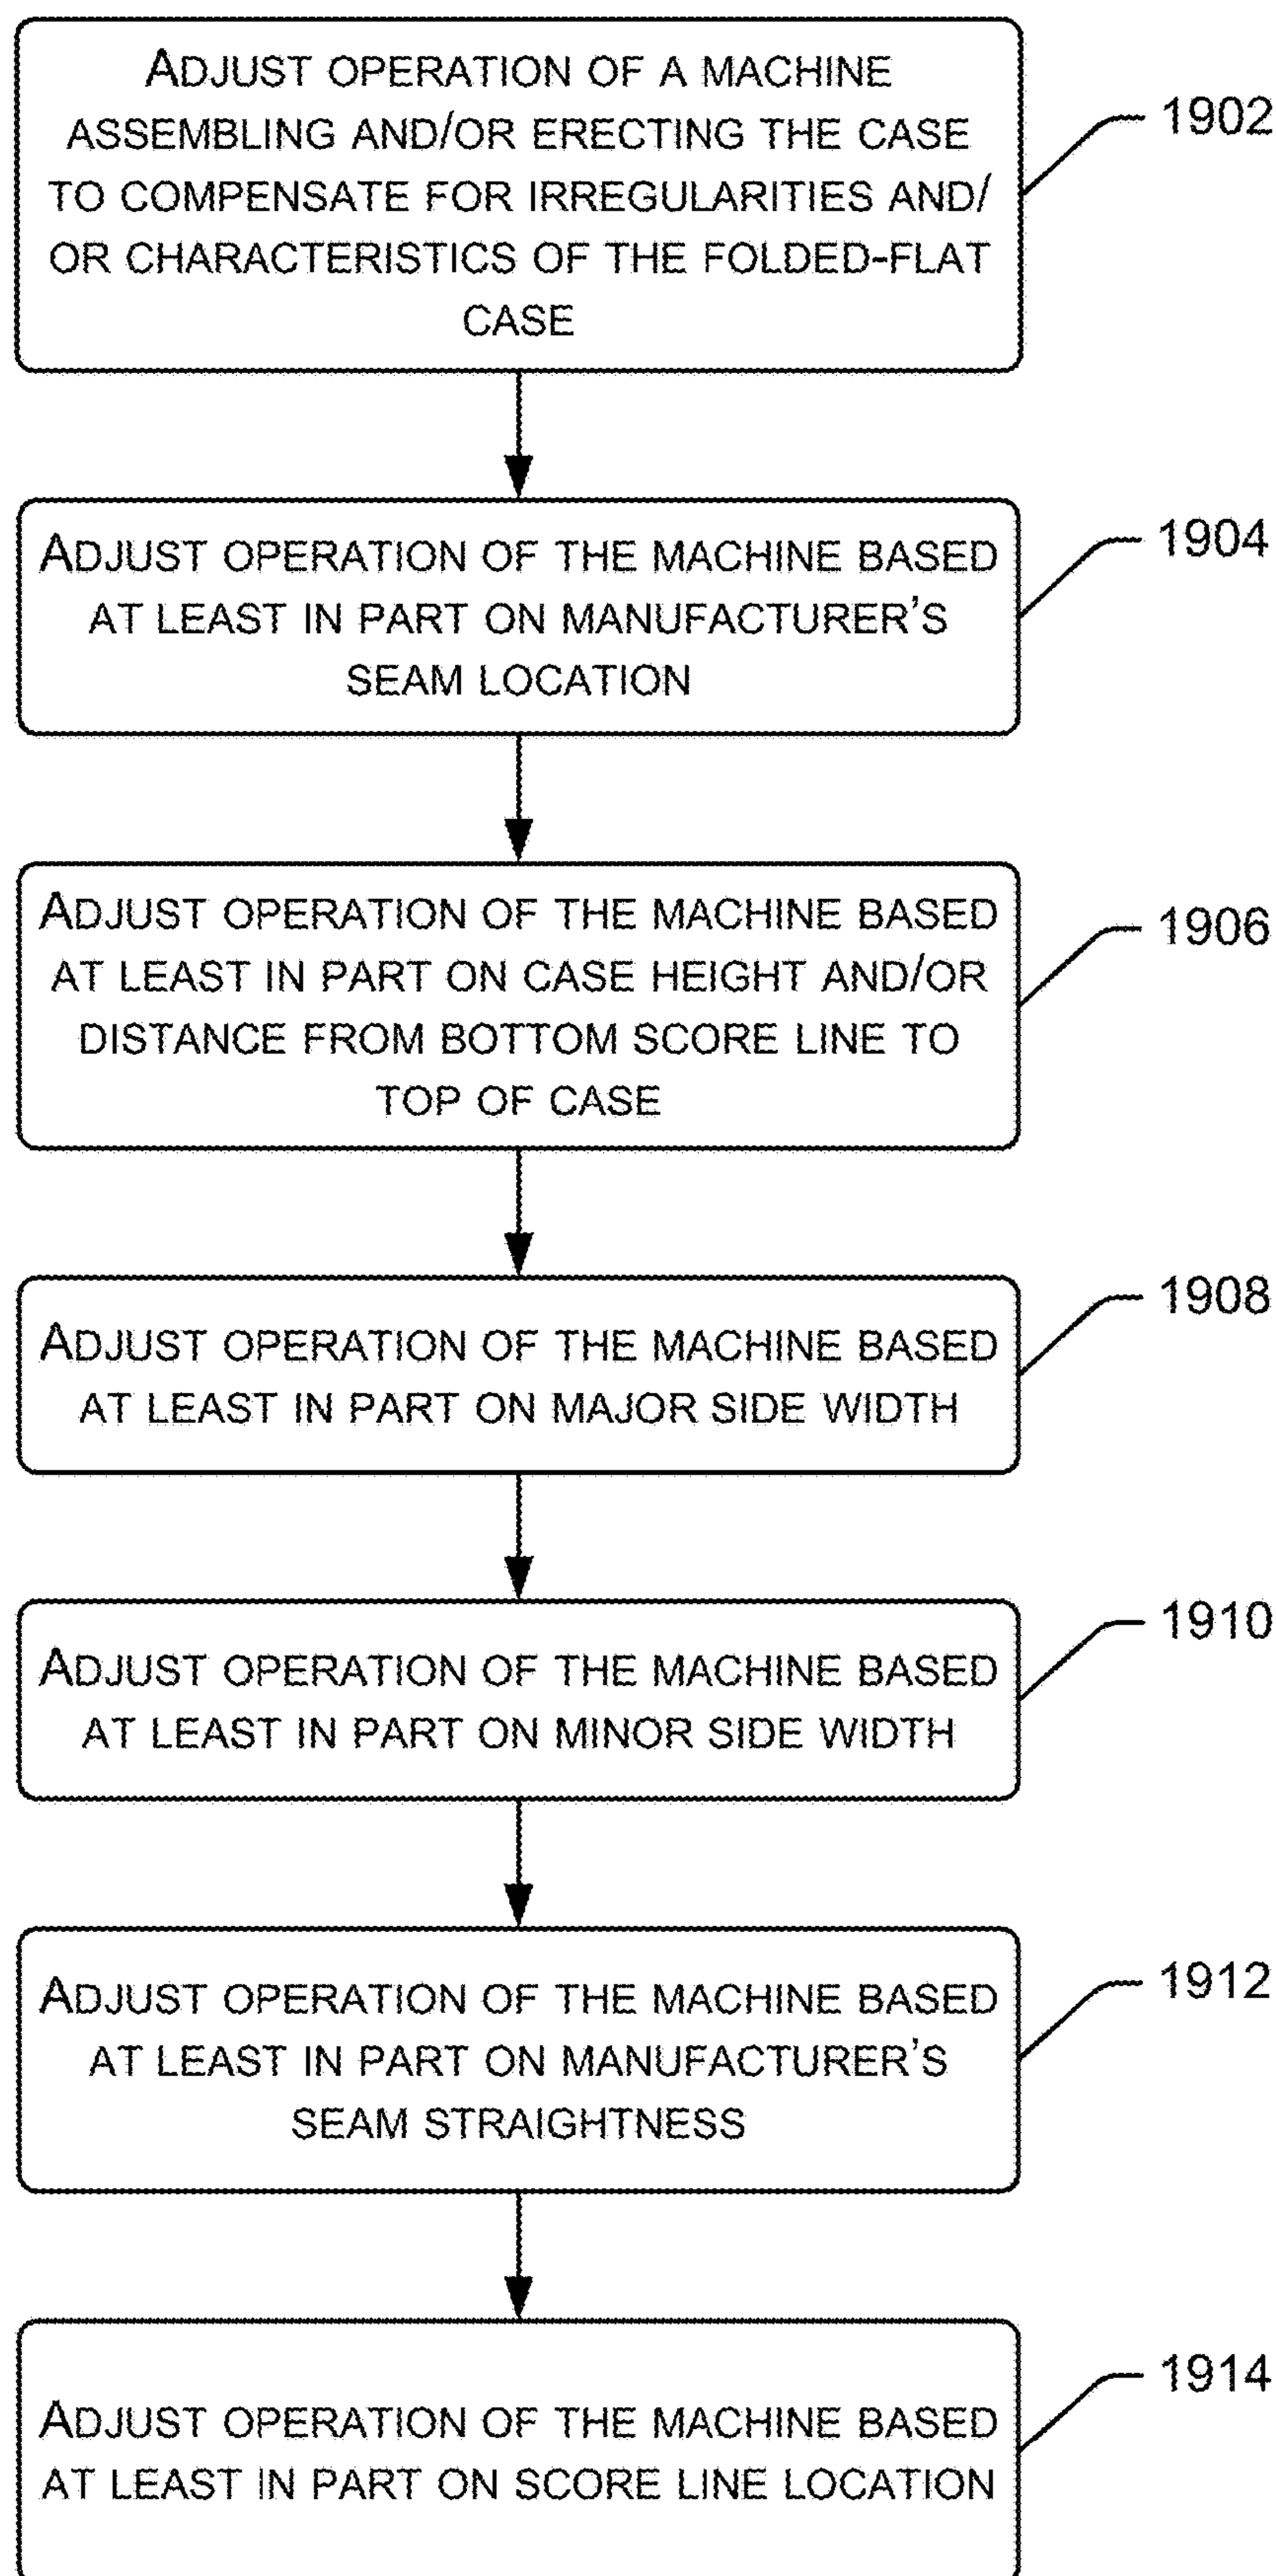 ADJUST OPERATION OF A MACHINE
ASSEMBLING AND/OR ERECTING THE CASE
TO COMPENSATE FOR IRREGULARITIES AND/
OR CHARACTERISTICS OF THE FOLDED-FLAT
CASE
1902
ADJUST OPERATION OF THE MACHINE BASED
AT LEAST IN PART ON MANUFACTURER'S
SEAM LOCATION
1904
ADJUST OPERATION OF THE MACHINE BASED
AT LEAST IN PART ON CASE HEIGHT AND/OR
DISTANCE FROM BOTTOM SCORE LINE TO
TOP OF CASE
1906
ADJUST OPERATION OF THE MACHINE BASED
AT LEAST IN PART ON MAJOR SIDE WIDTH
1908
ADJUST OPERATION OF THE MACHINE BASED
AT LEAST IN PART ON MINOR SIDE WIDTH
1910
ADJUST OPERATION OF THE MACHINE BASED
AT LEAST IN PART ON MANUFACTURER'S
SEAM STRAIGHTNESS
1912
ADJUST OPERATION OF THE MACHINE BASED
AT LEAST IN PART ON SCORE LINE LOCATION
1914